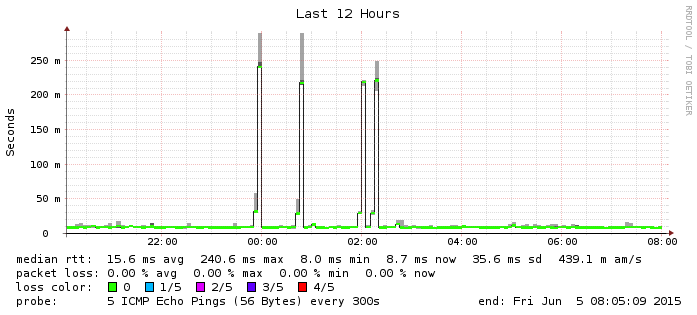 Last 12 Hours
RRDTOOL / TOBI OETIKER
Seconds
250 m
200 m
150 m
100 m
50 m
0
22:00 00:00 02:00 04:00 06:00 08:00
median rtt: 15.6 ms avg 240.6 ms max 8.0 ms min 8.7 ms now 35.6 ms sd 439.1 m am/s
packet loss: 0.00 % avg 0.00 % max 0.00 % min 0.00 % now
loss color: 0 1/5 2/5 3/5 4/5
probe: 5 ICMP Echo Pings (56 Bytes) every 300s end: Fri Jun 5 08:05:09 2015